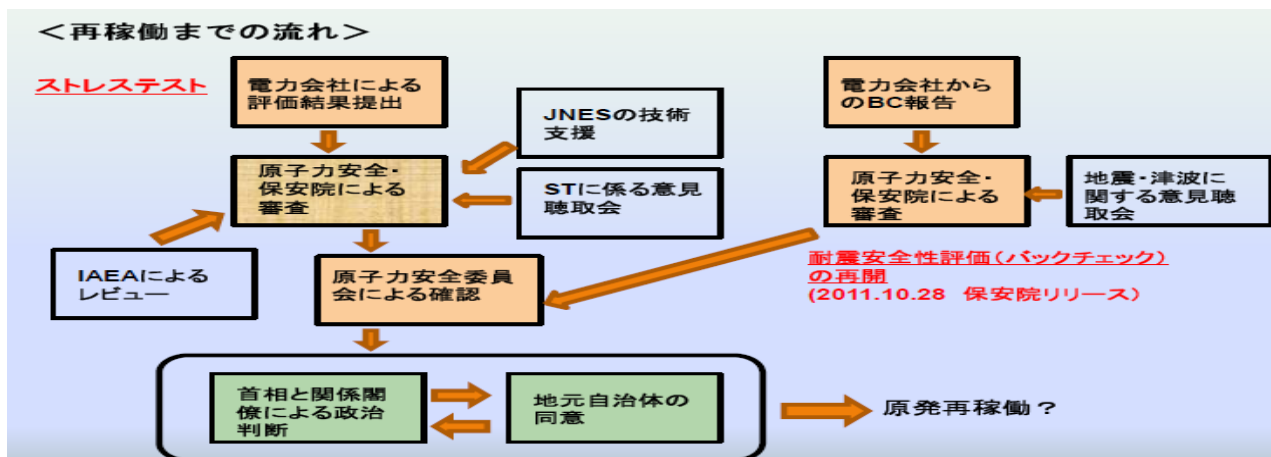 ＜再稼働までの流れ＞
ストレステスト
電力会社による
評価結果提出
電力会社から
のBC報告
JNESの技術
支援
原子力安全・
保安院による
審査
STに係る意見
聴取会
原子力安全・
保安院による
審査
地震・津波に
関する意見聴
取会
IAEAによる
レビュー
原子力安全委員
会による確認
耐震安全性評価（バックチェック）
の再開
（2011.10.28　保安院リリース）
首相と関係閣
僚による政治
判断
地元自治体の
同意
原発再稼働？